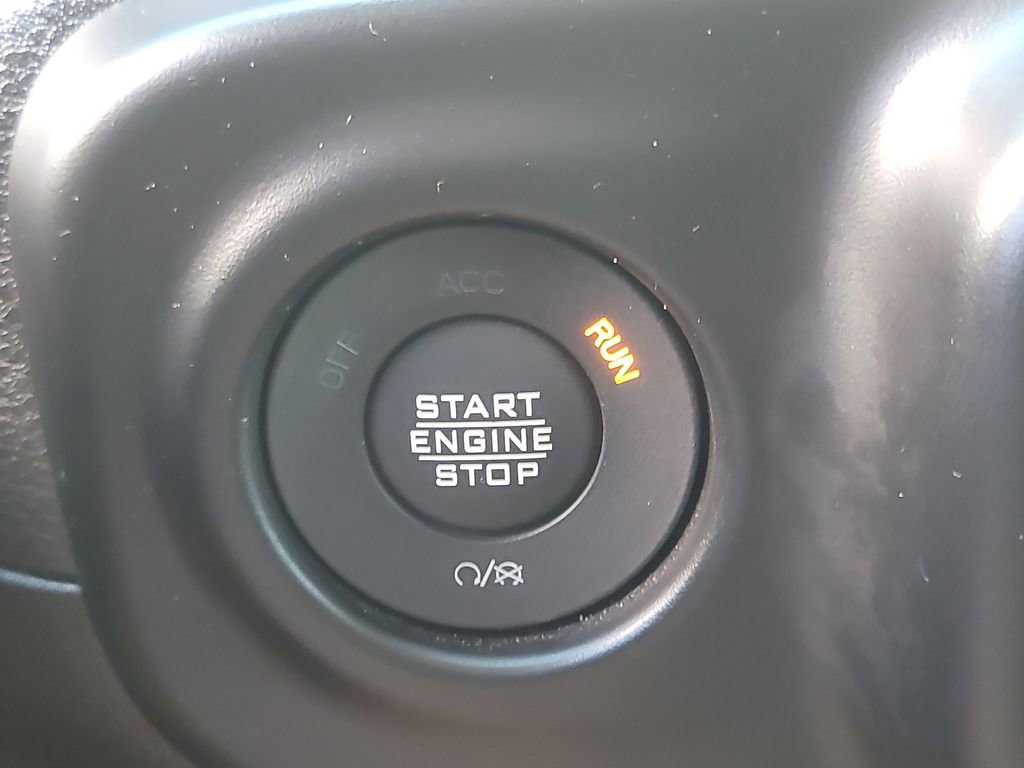 ACC
OFF
RUN
START
ENGINE
STOP